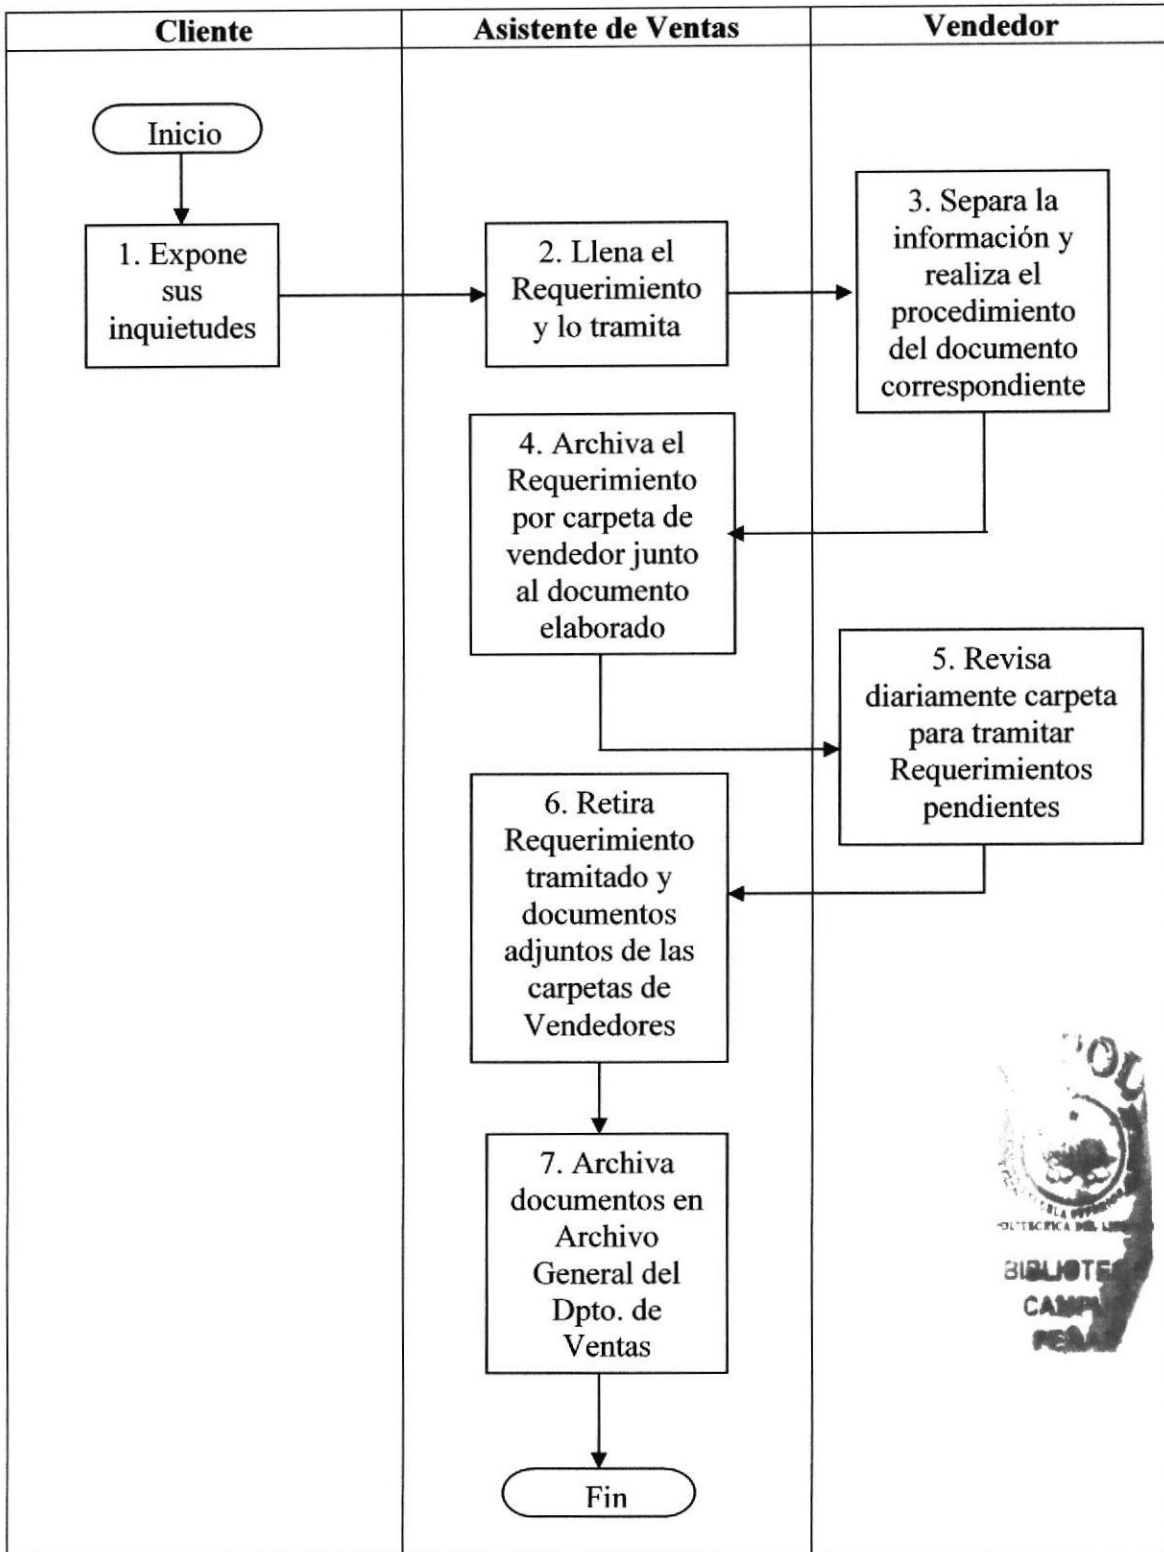 Cliente
Asistente de Ventas
Vendedor
Inicio
1. Expone
sus
inquietudes
2. Llena el
Requerimiento
y lo tramita
3. Separa la
información y
realiza el
procedimiento
del documento
correspondiente
4. Archiva el
Requerimiento
por carpeta de
vendedor junto
al documento
elaborado
5. Revisa
diariamente carpeta
para tramitar
Requerimientos
pendientes
6. Retira
Requerimiento
tramitado y
documentos
adjuntos de las
carpetas de
Vendedores
7. Archiva
documentos en
Archivo
General del
Dpto. de
Ventas
Fin